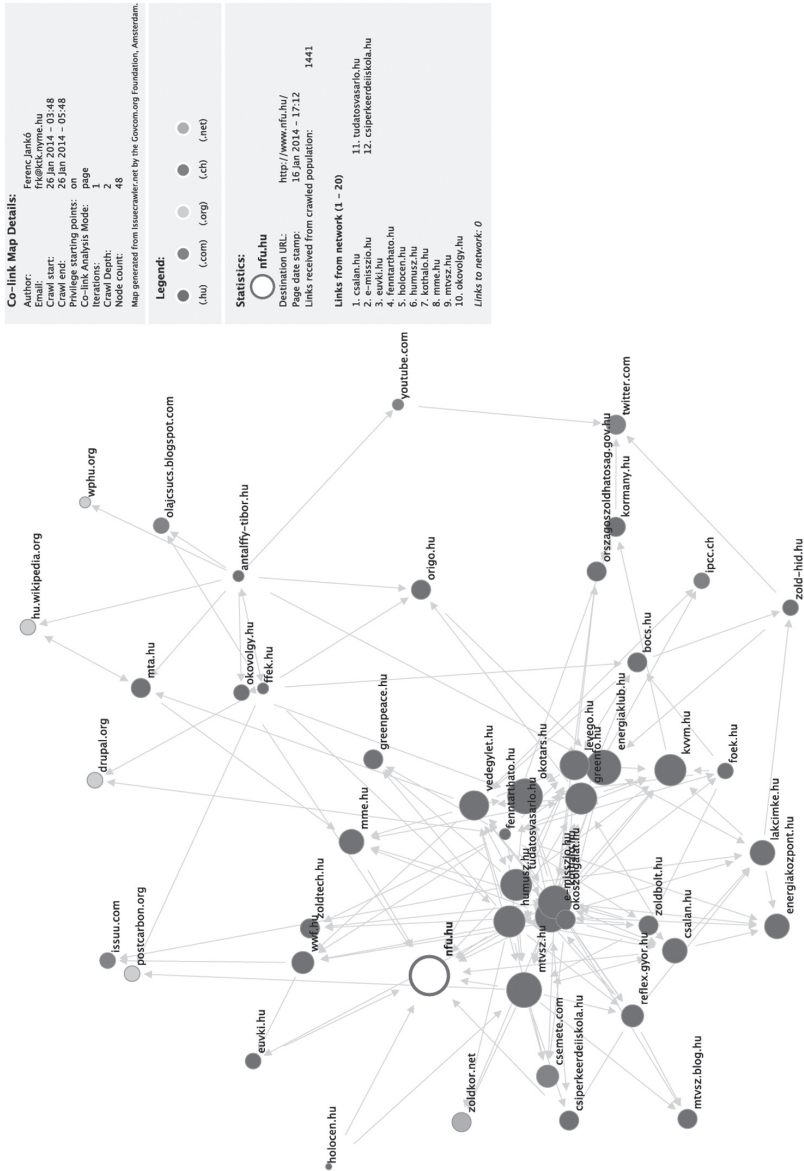 Co-link Map Details:
Author: Ferenc Jankó
Email: frk@ktk.nyme.hu
Crawl start: 26 Jan 2014 – 03:48
Crawl end: 26 Jan 2014 – 05:48
Privilege starting points: on
Co-link Analysis Mode: page
Iterations: 1
Crawl Depth: 2
Node count: 48
Map generated from Issuecrawler.net by the Govcom.org Foundation, Amsterdam.
Legend:
(.hu) (.com) (.org) (.ch) (.net)
Statistics:
nfu.hu
Destination URL: http://www.nfu.hu/
Page date stamp: 16 Jan 2014 – 17:12
Links received from crawled population: 1441
Links from network (1 – 20)
1. csalan.hu
2. e-misszio.hu
3. euvki.hu
4. fenntarthato.hu
5. holocen.hu
6. humusz.hu
7. kothalo.hu
8. mme.hu
9. mtvsz.hu
10. okovolgy.hu
11. tudatosvasarlo.hu
12. csiperkeerdeiiskola.hu
Links to network: 0
hu.wikipedia.org
wphu.org
olajcsucs.blogspot.com
antalffy-tibor.hu
youtube.com
mta.hu
okovolgy.hu
ffek.hu
origo.hu
drupal.org
greenpeace.hu
orszagoszoldhatosag.gov.hu
twitter.com
kormany.hu
ipcc.ch
zold-hid.hu
bocs.hu
levego.hu
energiaklub.hu
greenfo.hu
kvvm.hu
foek.hu
okotars.hu
vedegylet.hu
fenntarthato.hu
tudatosvasarlo.hu
mme.hu
humusz.hu
e-misszio.hu
okoszolgalat.hu
lakcimke.hu
energiakozpont.hu
zoldbolt.hu
csalan.hu
reflex.gyor.hu
mtvsz.hu
nfu.hu
zoldtech.hu
wwf.hu
issuu.com
postcarbon.org
euvki.hu
holocen.hu
zoldkor.net
csemete.com
csiperkeerdeiiskola.hu
mtvsz.blog.hu